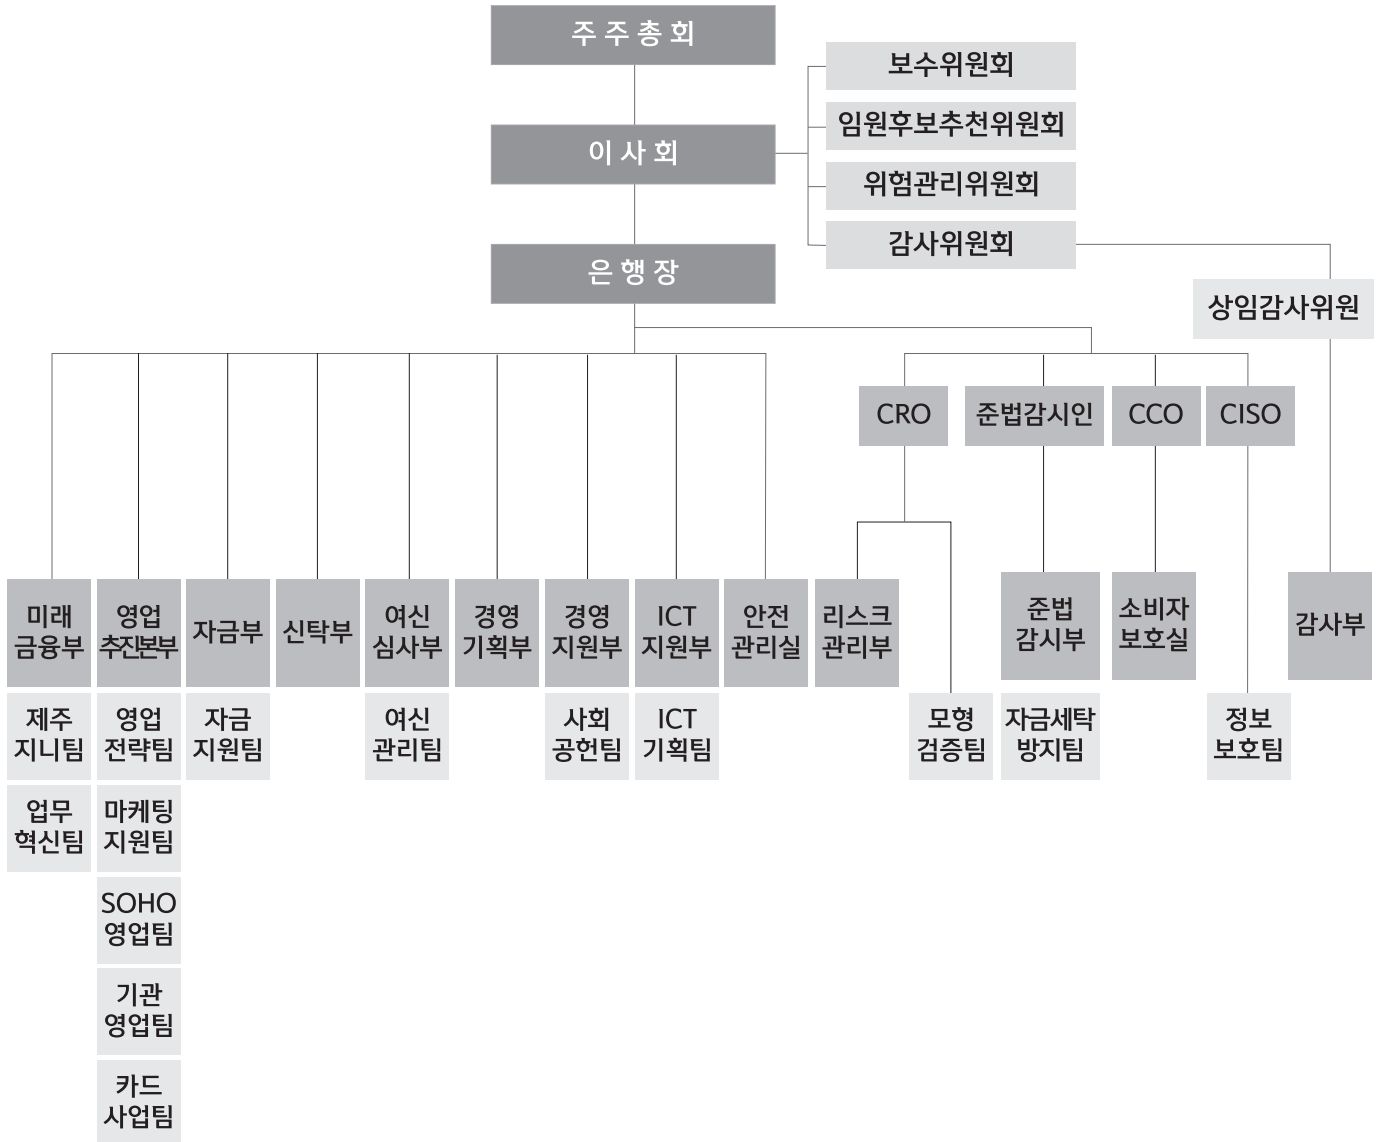 주 주 총 회
이 사 회
은 행 장
보수위원회
임원후보추천위원회
위험관리위원회
감사위원회
상임감사위원
CRO
준법감시인
CCO
CISO
미래
금융부
영업
추진본부
자금부
신탁부
여신
심사부
경영
기획부
경영
지원부
ICT
지원부
안전
관리실
리스크
관리부
준법
감시부
소비자
보호실
감사부
제주
지니팀
영업
전략팀
자금
지원팀
여신
관리팀
사회
공헌팀
ICT
기획팀
모형
검증팀
자금세탁
방지팀
정보
보호팀
업무
혁신팀
마케팅
지원팀
SOHO
영업팀
기관
영업팀
카드
사업팀